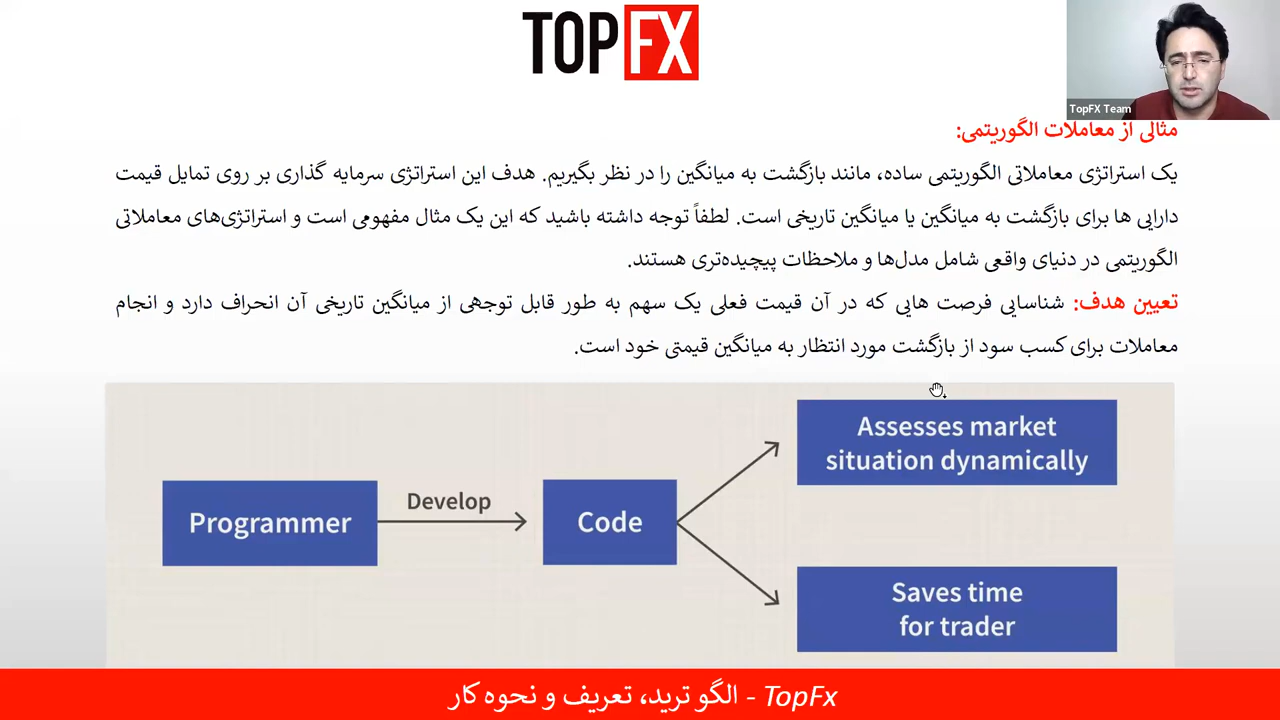 TOPFX
TopFX Team
مثالی از معاملات الگوریتمی:
یک استراتژی معاملاتی الگوریتمی ساده، مانند بازگشت به میانگین را در نظر بگیریم. هدف این استراتژی سرمایه گذاری بر روی تمایل قیمت
دارایی ها برای بازگشت به میانگین یا میانگین تاریخی است. لطفاً توجه داشته باشید که این یک مثال مفهومی است و استراتژی‌های معاملاتی
الگوریتمی در دنیای واقعی شامل مدل‌ها و ملاحظات پیچیده‌تری هستند.
تعیین هدف: شناسایی فرصت هایی که در آن قیمت فعلی یک سهم به طور قابل توجهی از میانگین تاریخی آن انحراف دارد و انجام
معاملات برای کسب سود از بازگشت مورد انتظار به میانگین قیمتی خود است.
Programmer
Develop
Code
Assesses market
situation dynamically
Saves time
for trader
TopFx - الگو ترید، تعریف و نحوه کار